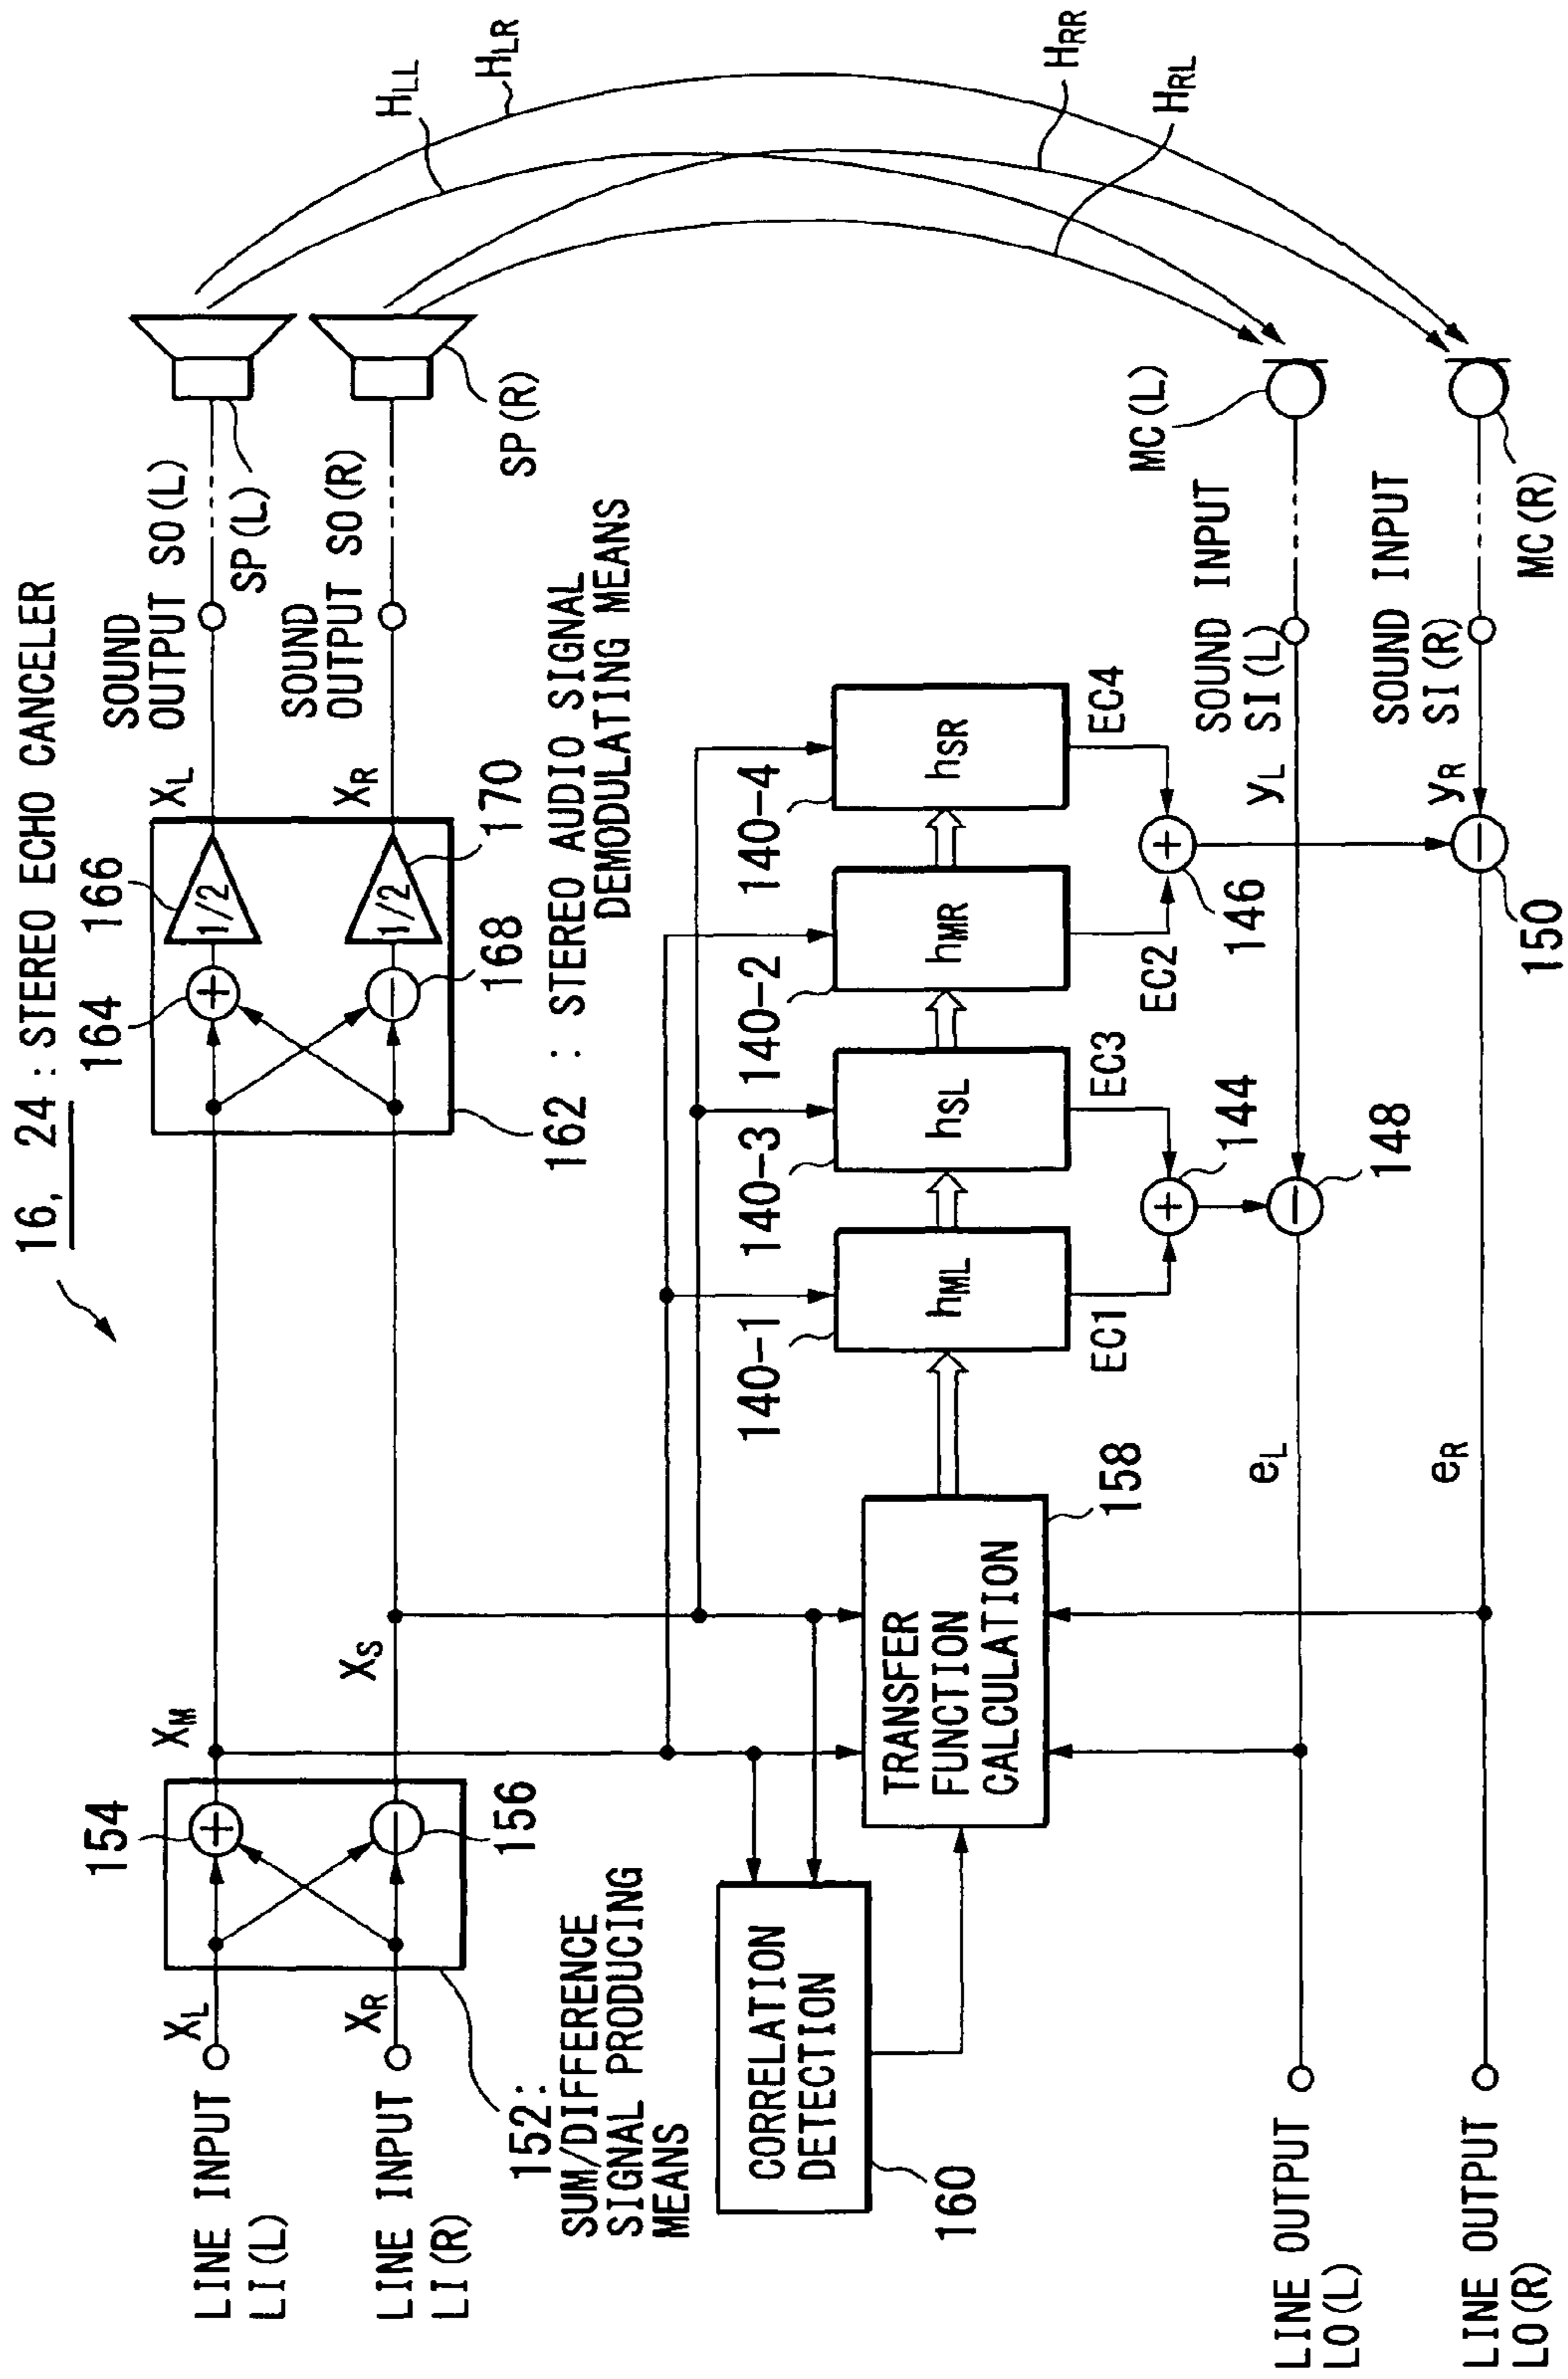 16, 24 : STEREO ECHO CANCELER
LINE INPUT
LI(L)
XL
154
XM
164
166
1/2
XL
SOUND
OUTPUT SO(L)
SP(L)
HLL
HLR
LINE INPUT
LI(R)
XR
156
XS
168
1/2
170
XR
SOUND
OUTPUT SO(R)
SP(R)
152:
SUM/DIFFERENCE
SIGNAL PRODUCING
MEANS
162 : STEREO AUDIO SIGNAL
DEMODULATING MEANS
CORRELATION
DETECTION
160
TRANSFER
FUNCTION
CALCULATION
158
140-1
hML
140-3
hSL
140-2
hMR
140-4
hSR
EC1
EC3
EC2
EC4
144
146
HRR
HRL
LINE OUTPUT
LO(L)
eL
148
yL
SOUND INPUT
SI(L)
MC(L)
LINE OUTPUT
LO(R)
eR
150
yR
SOUND INPUT
SI(R)
MC(R)